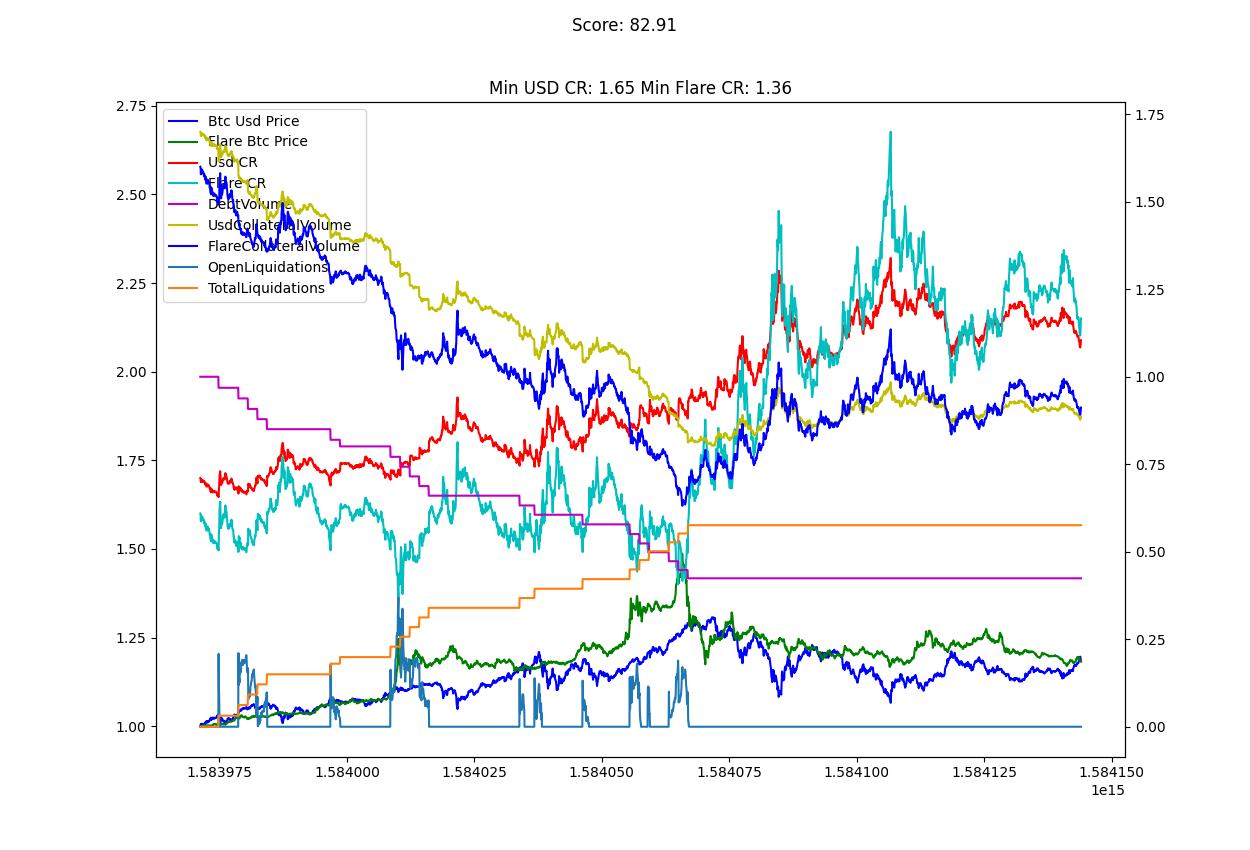 Score: 82.91
Min USD CR: 1.65 Min Flare CR: 1.36
2.75
2.50
2.25
2.00
1.75
1.50
1.25
1.00
Btc Usd Price
Flare Btc Price
Usd CR
Flare CR
DebtVolume
UsdCollateralVolume
FlareCollateralVolume
OpenLiquidations
TotalLiquidations
1.75
1.50
1.25
1.00
0.75
0.50
0.25
0.00
1.583975 1.584000 1.584025 1.584050 1.584075 1.584100 1.584125 1.584150
1e15